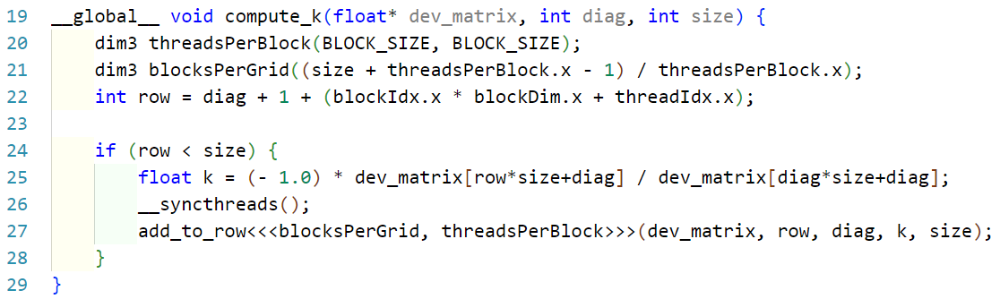 19 __global__ void compute_k(float* dev_matrix, int diag, int size) {
20     dim3 threadsPerBlock(BLOCK_SIZE, BLOCK_SIZE);
21     dim3 blocksPerGrid((size + threadsPerBlock.x - 1) / threadsPerBlock.x);
22     int row = diag + 1 + (blockIdx.x * blockDim.x + threadIdx.x);
23
24     if (row < size) {
25         float k = (- 1.0) * dev_matrix[row*size+diag] / dev_matrix[diag*size+diag];
26         __syncthreads();
27         add_to_row<<<blocksPerGrid, threadsPerBlock>>>(dev_matrix, row, diag, k, size);
28     }
29 }